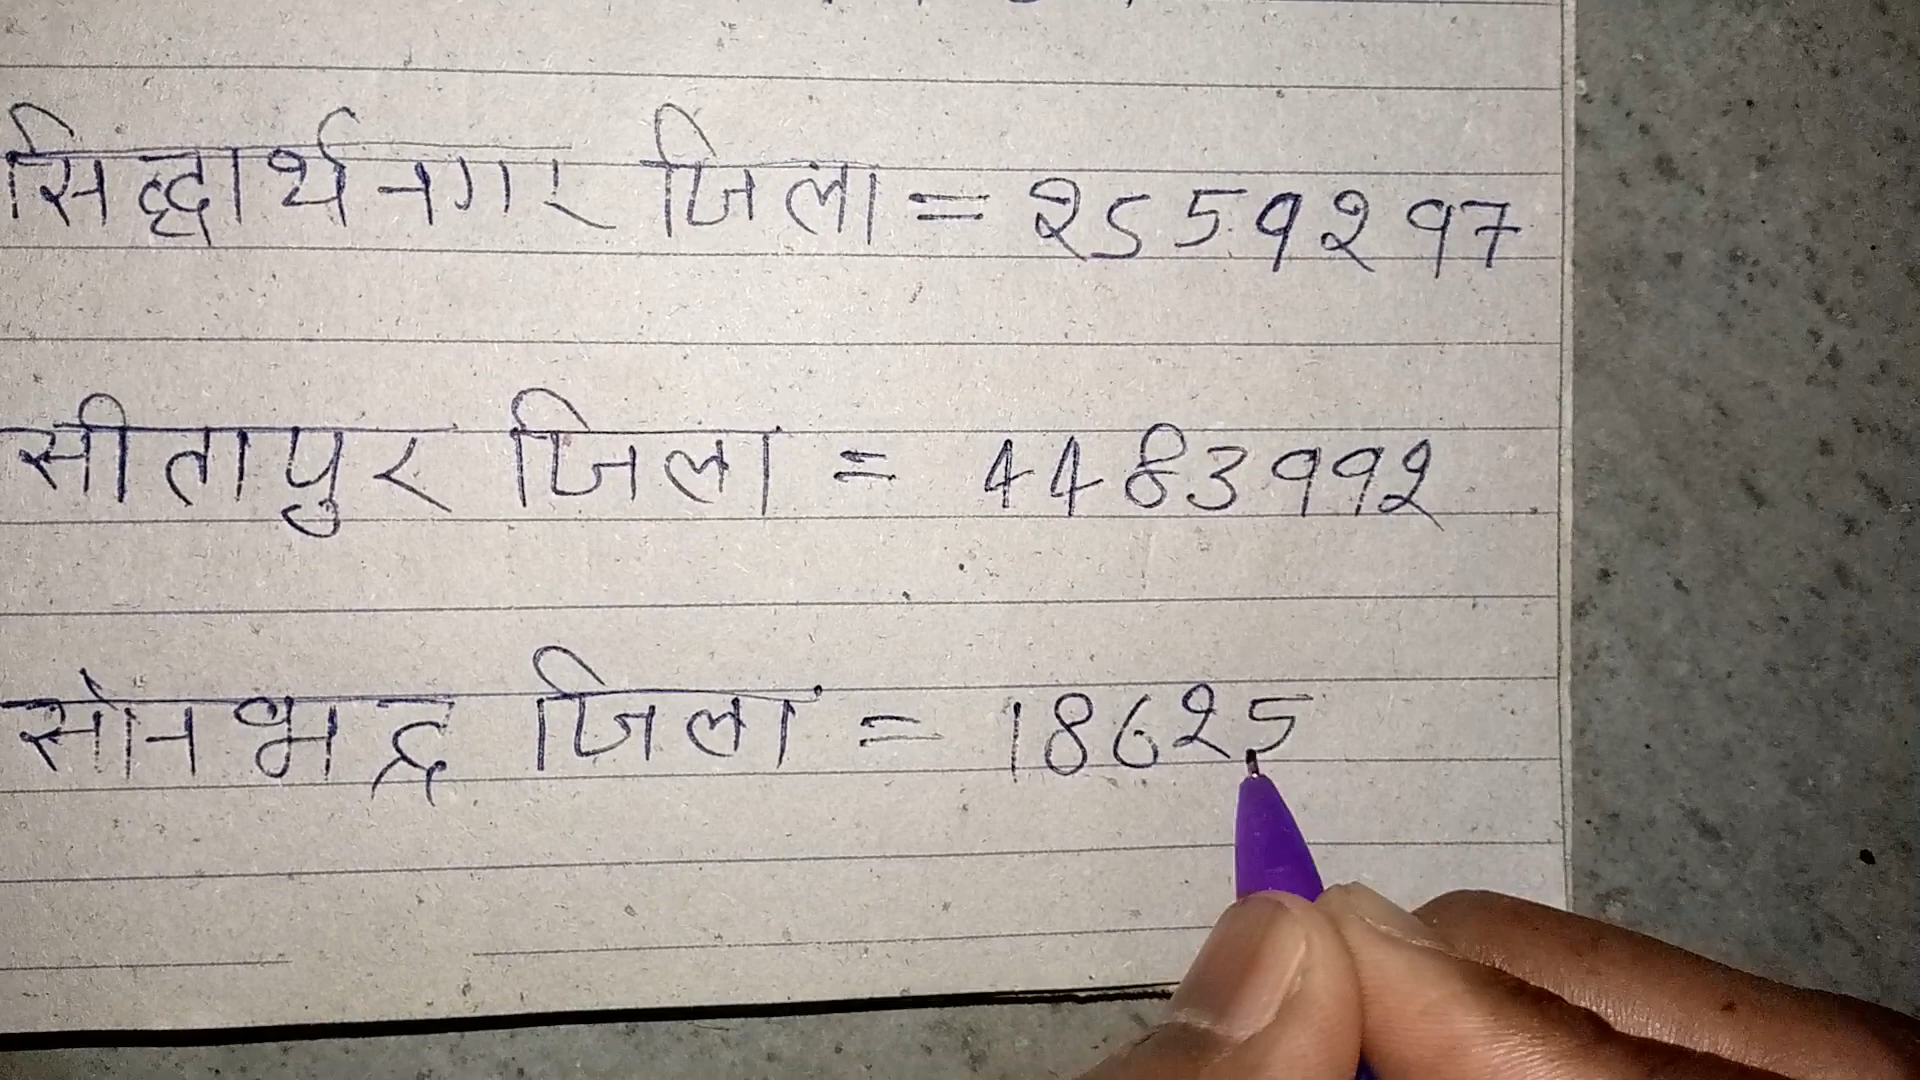 सिद्धार्थनगर जिला = 2559297
सीतापुर जिला = 4483992
सोनभद्र जिला = 18625